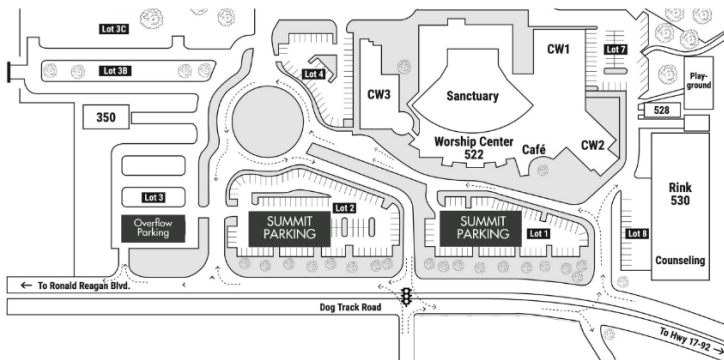 Lot 3C
Lot 3B
350
Lot 3
Overflow
Parking
Lot 4
CW3
Sanctuary
CW1
Lot 7
Play-
ground
528
Worship Center
522
Café
CW2
Rink
530
Lot 2
SUMMIT
PARKING
SUMMIT
PARKING
Lot 1
Lot 8
Counseling
← To Ronald Reagan Blvd.
Dog Track Road
To Hwy 17-92 →